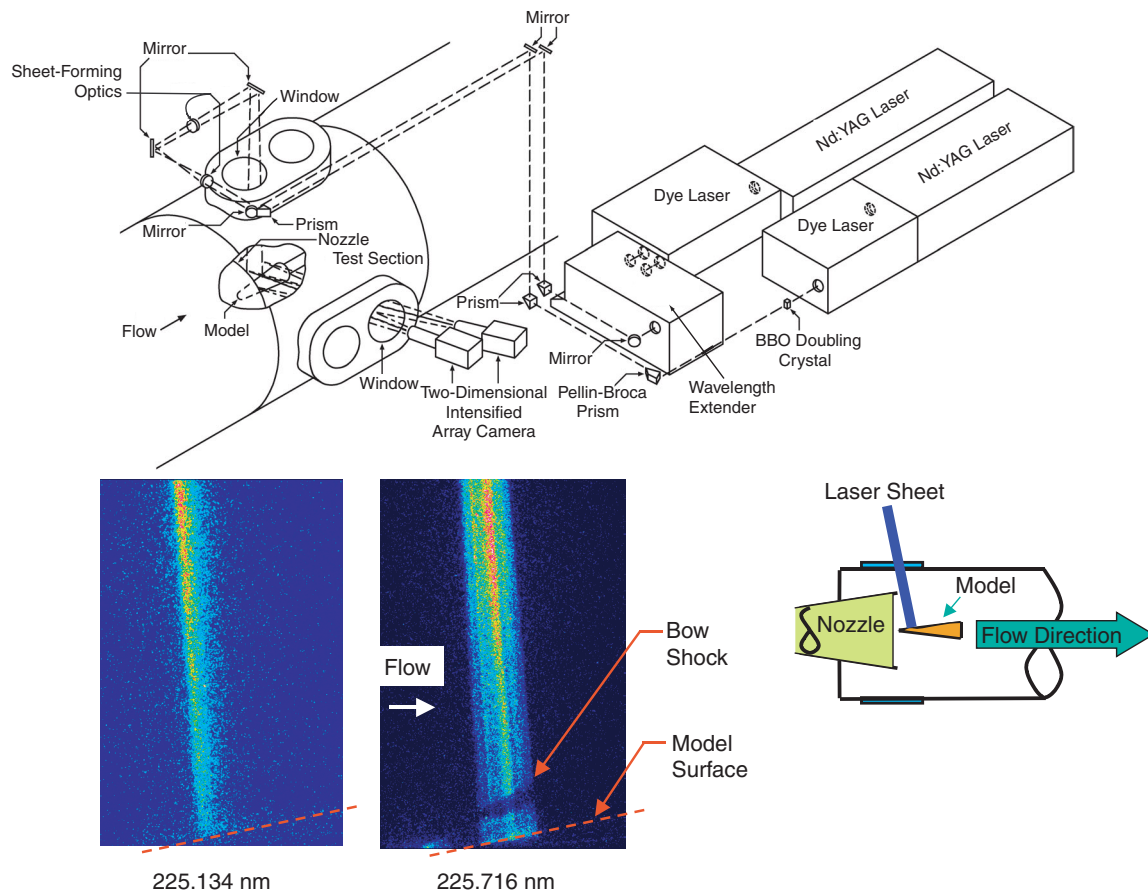 Mirror
Mirror
Sheet-Forming
Optics
Window
Nd:YAG Laser
Nd:YAG Laser
Dye Laser
Dye Laser
Mirror
Prism
Nozzle
Test Section
Flow
Model
Prism
Window
Mirror
BBO Doubling
Crystal
Two-Dimensional
Intensified
Array Camera
Pellin-Broca
Prism
Wavelength
Extender
Laser Sheet
Model
Nozzle
Flow Direction
Bow
Shock
Flow
Model
Surface
225.134 nm
225.716 nm